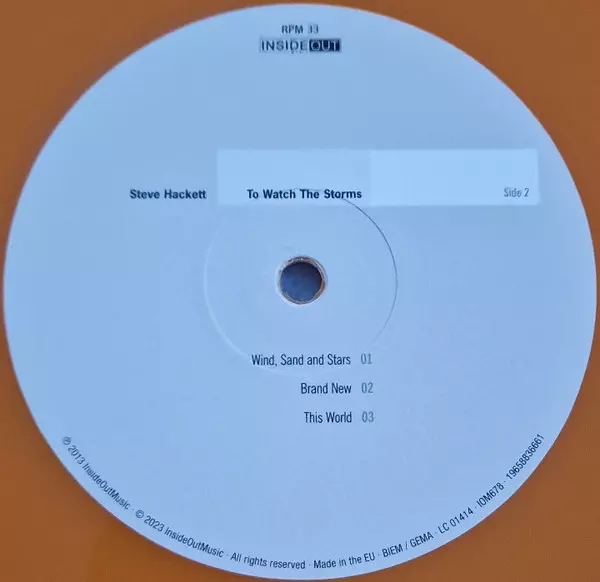 RPM 33
INSIDEOUT
Steve Hackett To Watch The Storms Side 2
Wind, Sand and Stars 01
Brand New 02
This World 03
℗ 2013 InsideOutMusic · © 2023 InsideOutMusic · All rights reserved · Made in the EU · BIEM / GEMA · LC 01414 · IOM678 · 19658836661